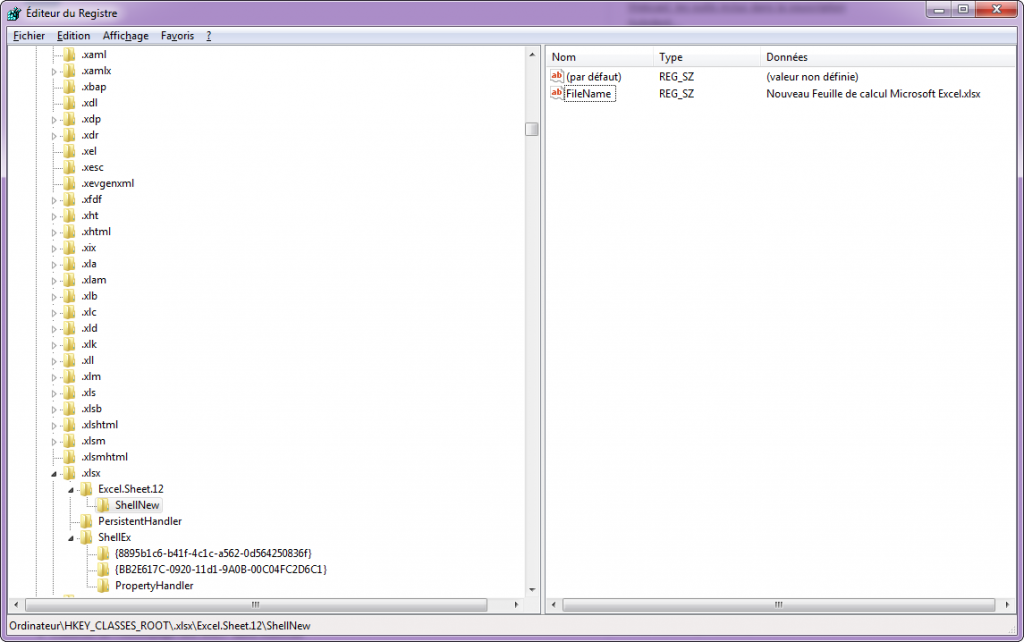 Éditeur du Registre
Fichier Edition Affichage Favoris ?
.xaml
.xamlx
.xbap
.xdl
.xdp
.xdr
.xel
.xesc
.xevgenxml
.xfdf
.xht
.xhtml
.xix
.xla
.xlam
.xlb
.xlc
.xld
.xlk
.xll
.xlm
.xls
.xlsb
.xlshtml
.xlsm
.xlsmhtml
.xlsx
Excel.Sheet.12
ShellNew
PersistentHandler
ShellEx
{8895b1c6-b41f-4c1c-a562-0d564250836f}
{BB2E617C-0920-11d1-9A0B-00C04FC2D6C1}
PropertyHandler
Nom Type Données
(par défaut) REG_SZ (valeur non définie)
FileName REG_SZ Nouveau Feuille de calcul Microsoft Excel.xlsx
Ordinateur\HKEY_CLASSES_ROOT\.xlsx\Excel.Sheet.12\ShellNew